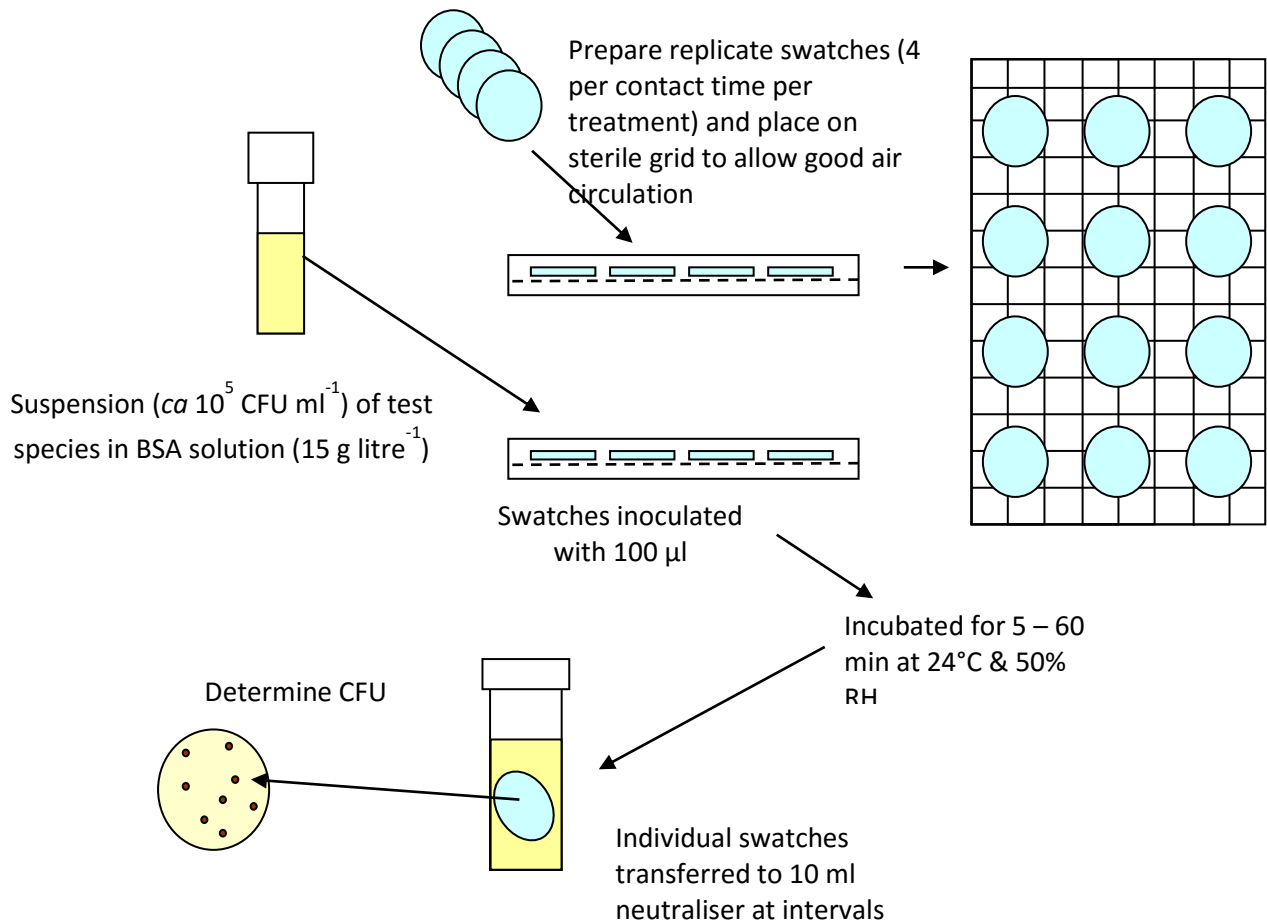 Prepare replicate swatches (4
per contact time per
treatment) and place on
sterile grid to allow good air
circulation
Suspension (ca 10⁵ CFU ml⁻¹) of test
species in BSA solution (15 g litre⁻¹)
Swatches inoculated
with 100 µl
Incubated for 5 – 60
min at 24°C & 50%
RH
Determine CFU
Individual swatches
transferred to 10 ml
neutraliser at intervals